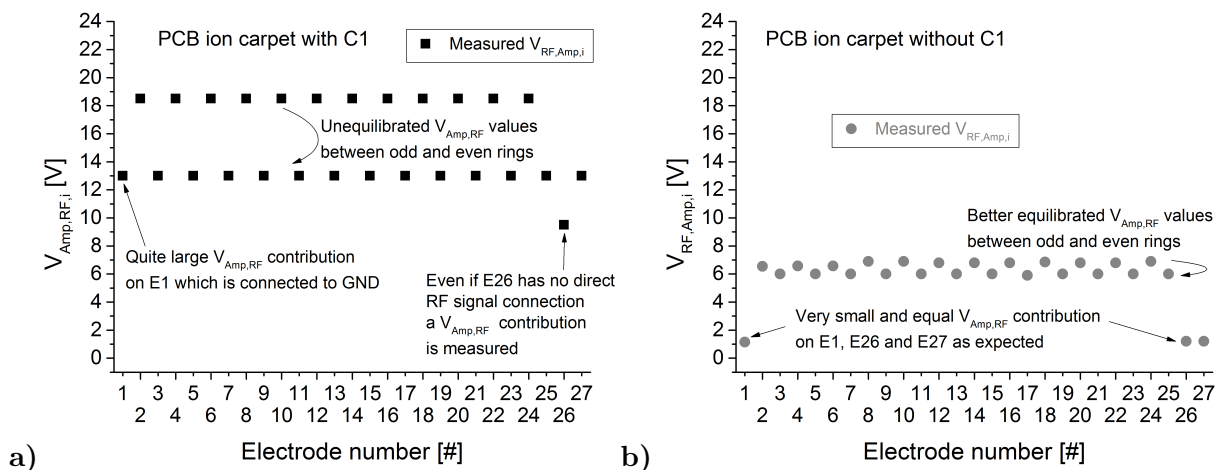 PCB ion carpet with C1
Measured V_RF,Amp,i
Unequilibrated V_Amp,RF values
between odd and even rings
Quite large V_Amp,RF contribution
on E1 which is connected to GND
Even if E26 has no direct
RF signal connection
a V_Amp,RF contribution
is measured
V_Amp,RF,i [V]
24
22
20
18
16
14
12
10
8
6
4
2
0
1 3 5 7 9 11 13 15 17 19 21 23 25 27
2 4 6 8 10 12 14 16 18 20 22 24 26
Electrode number [#]
a)
PCB ion carpet without C1
Measured V_RF,Amp,i
Better equilibrated V_Amp,RF values
between odd and even rings
Very small and equal V_Amp,RF contribution
on E1, E26 and E27 as expected
V_RF,Amp,i [V]
24
22
20
18
16
14
12
10
8
6
4
2
0
1 3 5 7 9 11 13 15 17 19 21 23 25 27
2 4 6 8 10 12 14 16 18 20 22 24 26
Electrode number [#]
b)